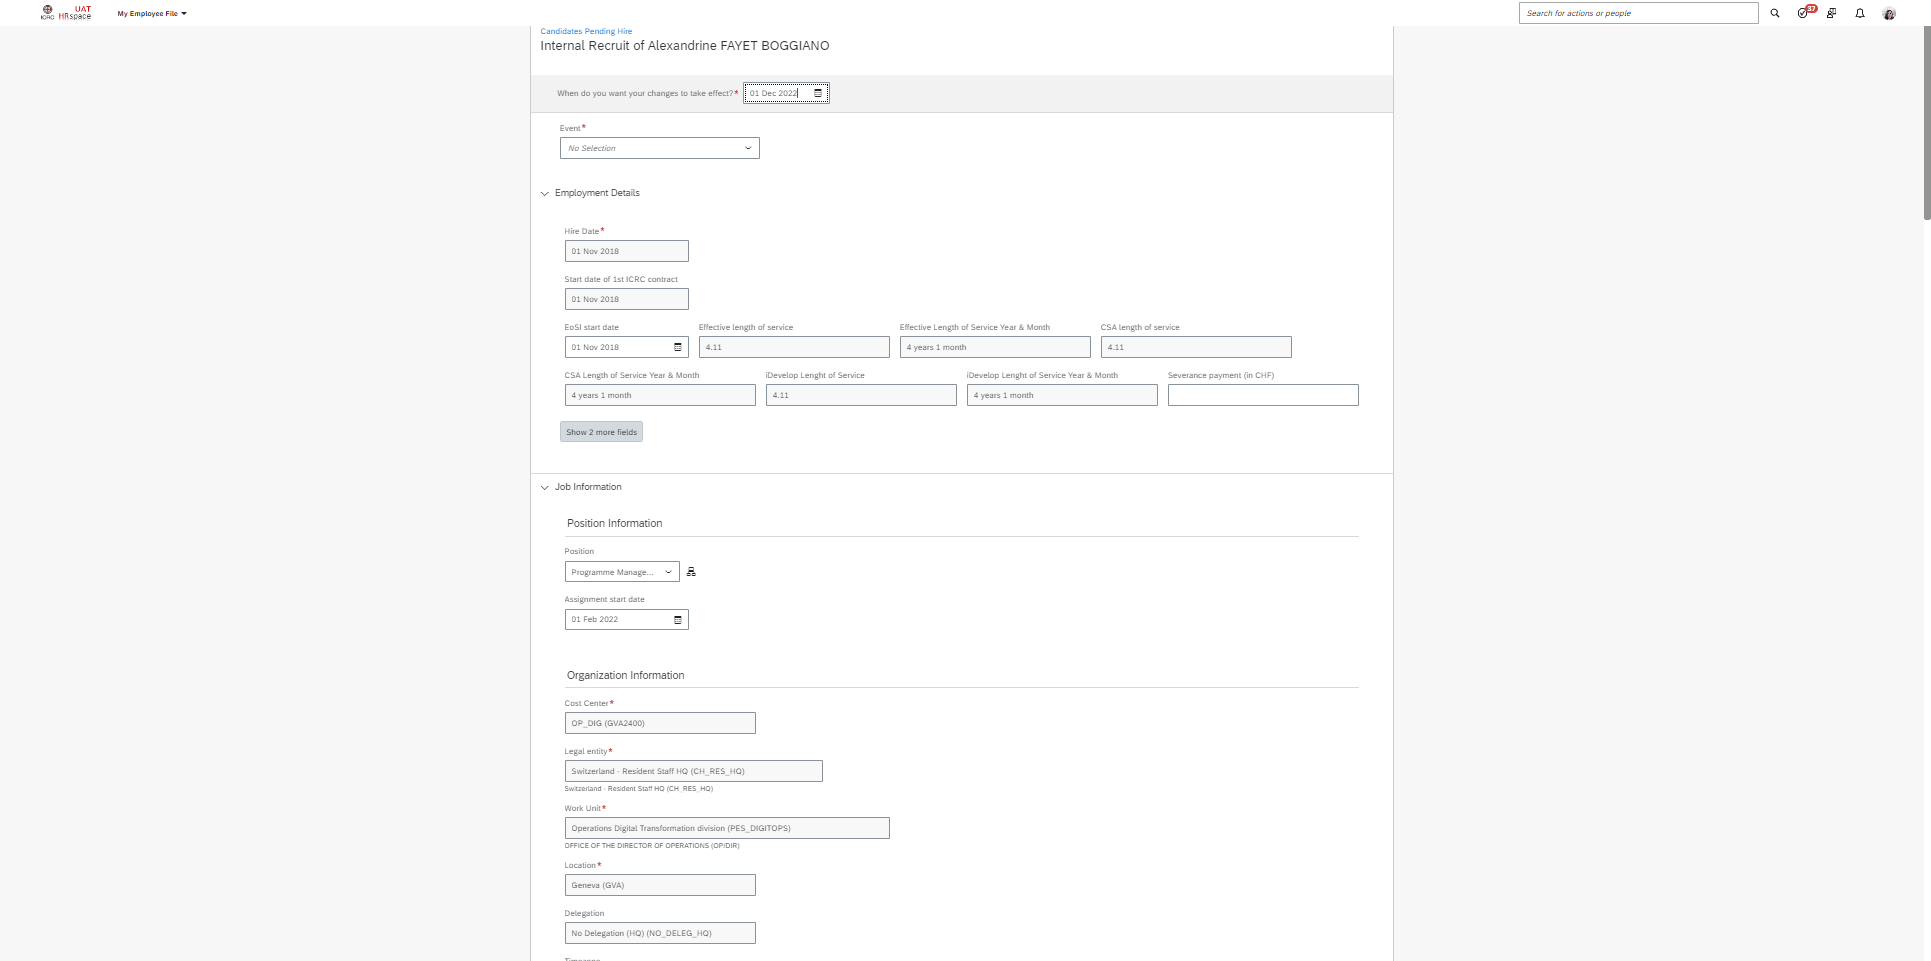 ICRC
UAT
HRspace
My Employee File
Search for actions or people
37
Candidates Pending Hire
Internal Recruit of Alexandrine FAYET BOGGIANO
When do you want your changes to take effect?* 01 Dec 2022
Event*
No Selection
Employment Details
Hire Date*
01 Nov 2018
Start date of 1st ICRC contract
01 Nov 2018
EoSI start date Effective length of service Effective Length of Service Year & Month CSA length of service
01 Nov 2018 4.11 4 years 1 month 4.11
CSA Length of Service Year & Month iDevelop Lenght of Service iDevelop Lenght of Service Year & Month Severance payment (in CHF)
4 years 1 month 4.11 4 years 1 month
Show 2 more fields
Job Information
Position Information
Position
Programme Manage...
Assignment start date
01 Feb 2022
Organization Information
Cost Center*
OP_DIG (GVA2400)
Legal entity*
Switzerland - Resident Staff HQ (CH_RES_HQ)
Switzerland - Resident Staff HQ (CH_RES_HQ)
Work Unit*
Operations Digital Transformation division (PES_DIGITOPS)
OFFICE OF THE DIRECTOR OF OPERATIONS (OP/DIR)
Location*
Geneva (GVA)
Delegation
No Delegation (HQ) (NO_DELEG_HQ)
Timezone